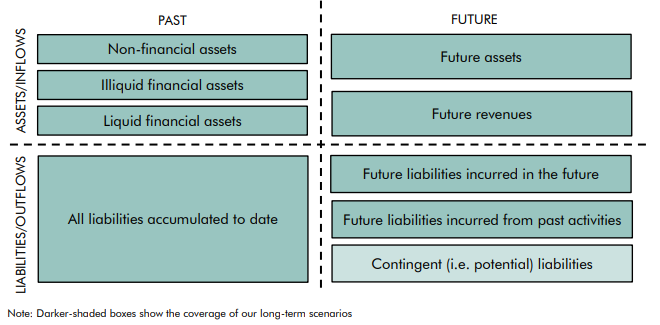 PAST
FUTURE
ASSETS/INFLOWS
Non-financial assets
Illiquid financial assets
Liquid financial assets
Future assets
Future revenues
LIABILITIES/OUTFLOWS
All liabilities accumulated to date
Future liabilities incurred in the future
Future liabilities incurred from past activities
Contingent (i.e. potential) liabilities
Note: Darker-shaded boxes show the coverage of our long-term scenarios